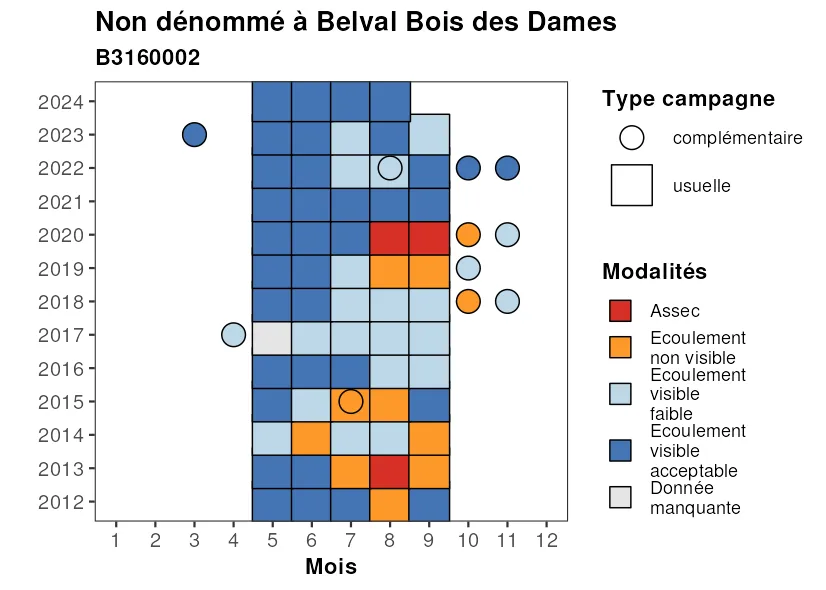 Non dénommé à Belval Bois des Dames
B3160002
2024
2023
2022
2021
2020
2019
2018
2017
2016
2015
2014
2013
2012
1 2 3 4 5 6 7 8 9 10 11 12
Mois
Type campagne
complémentaire
usuelle
Modalités
Assec
Ecoulement
non visible
Ecoulement
visible
faible
Ecoulement
visible
acceptable
Donnée
manquante